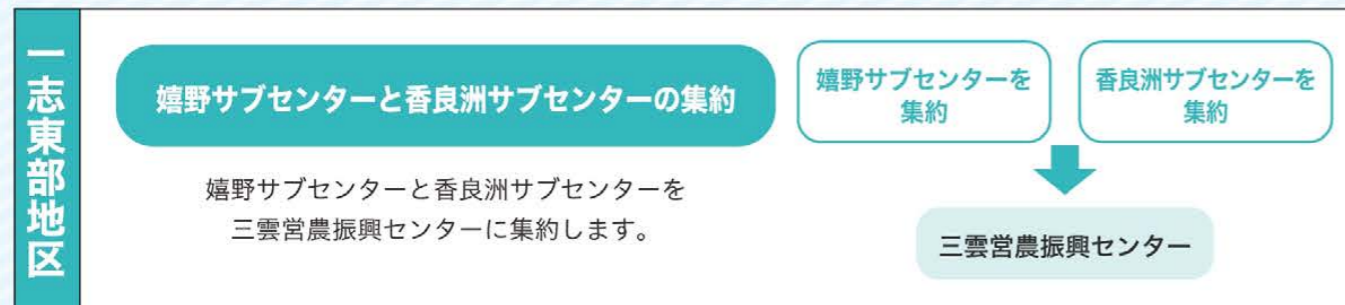 一志東部地区
嬉野サブセンターと香良洲サブセンターの集約
嬉野サブセンターと香良洲サブセンターを
三雲営農振興センターに集約します。
嬉野サブセンターを
集約
香良洲サブセンターを
集約
三雲営農振興センター